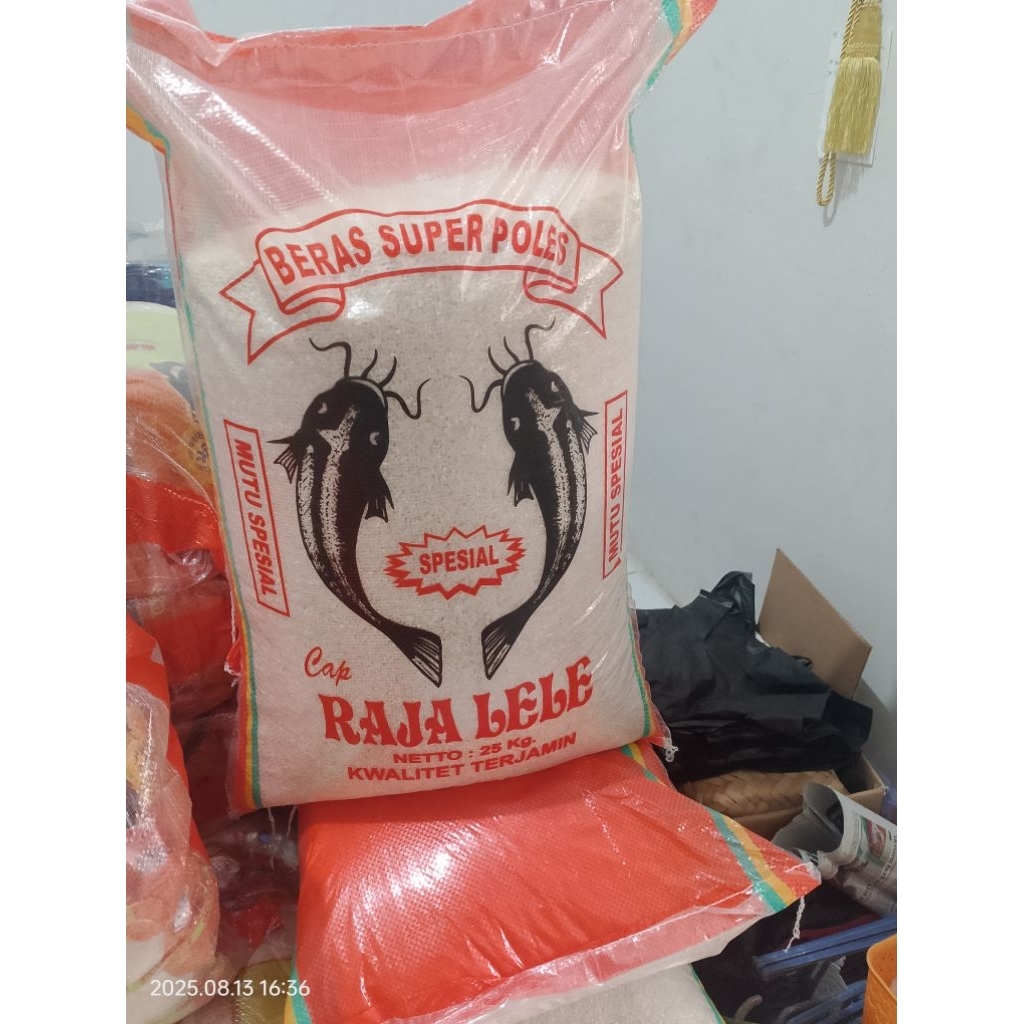 BERAS SUPER POLES
MUTU SPESIAL
MUTU SPESIAL
SPESIAL
Cap
RAJA LELE
NETTO : 25 Kg.
KWALITET TERJAMIN
2025.08.13 16:36